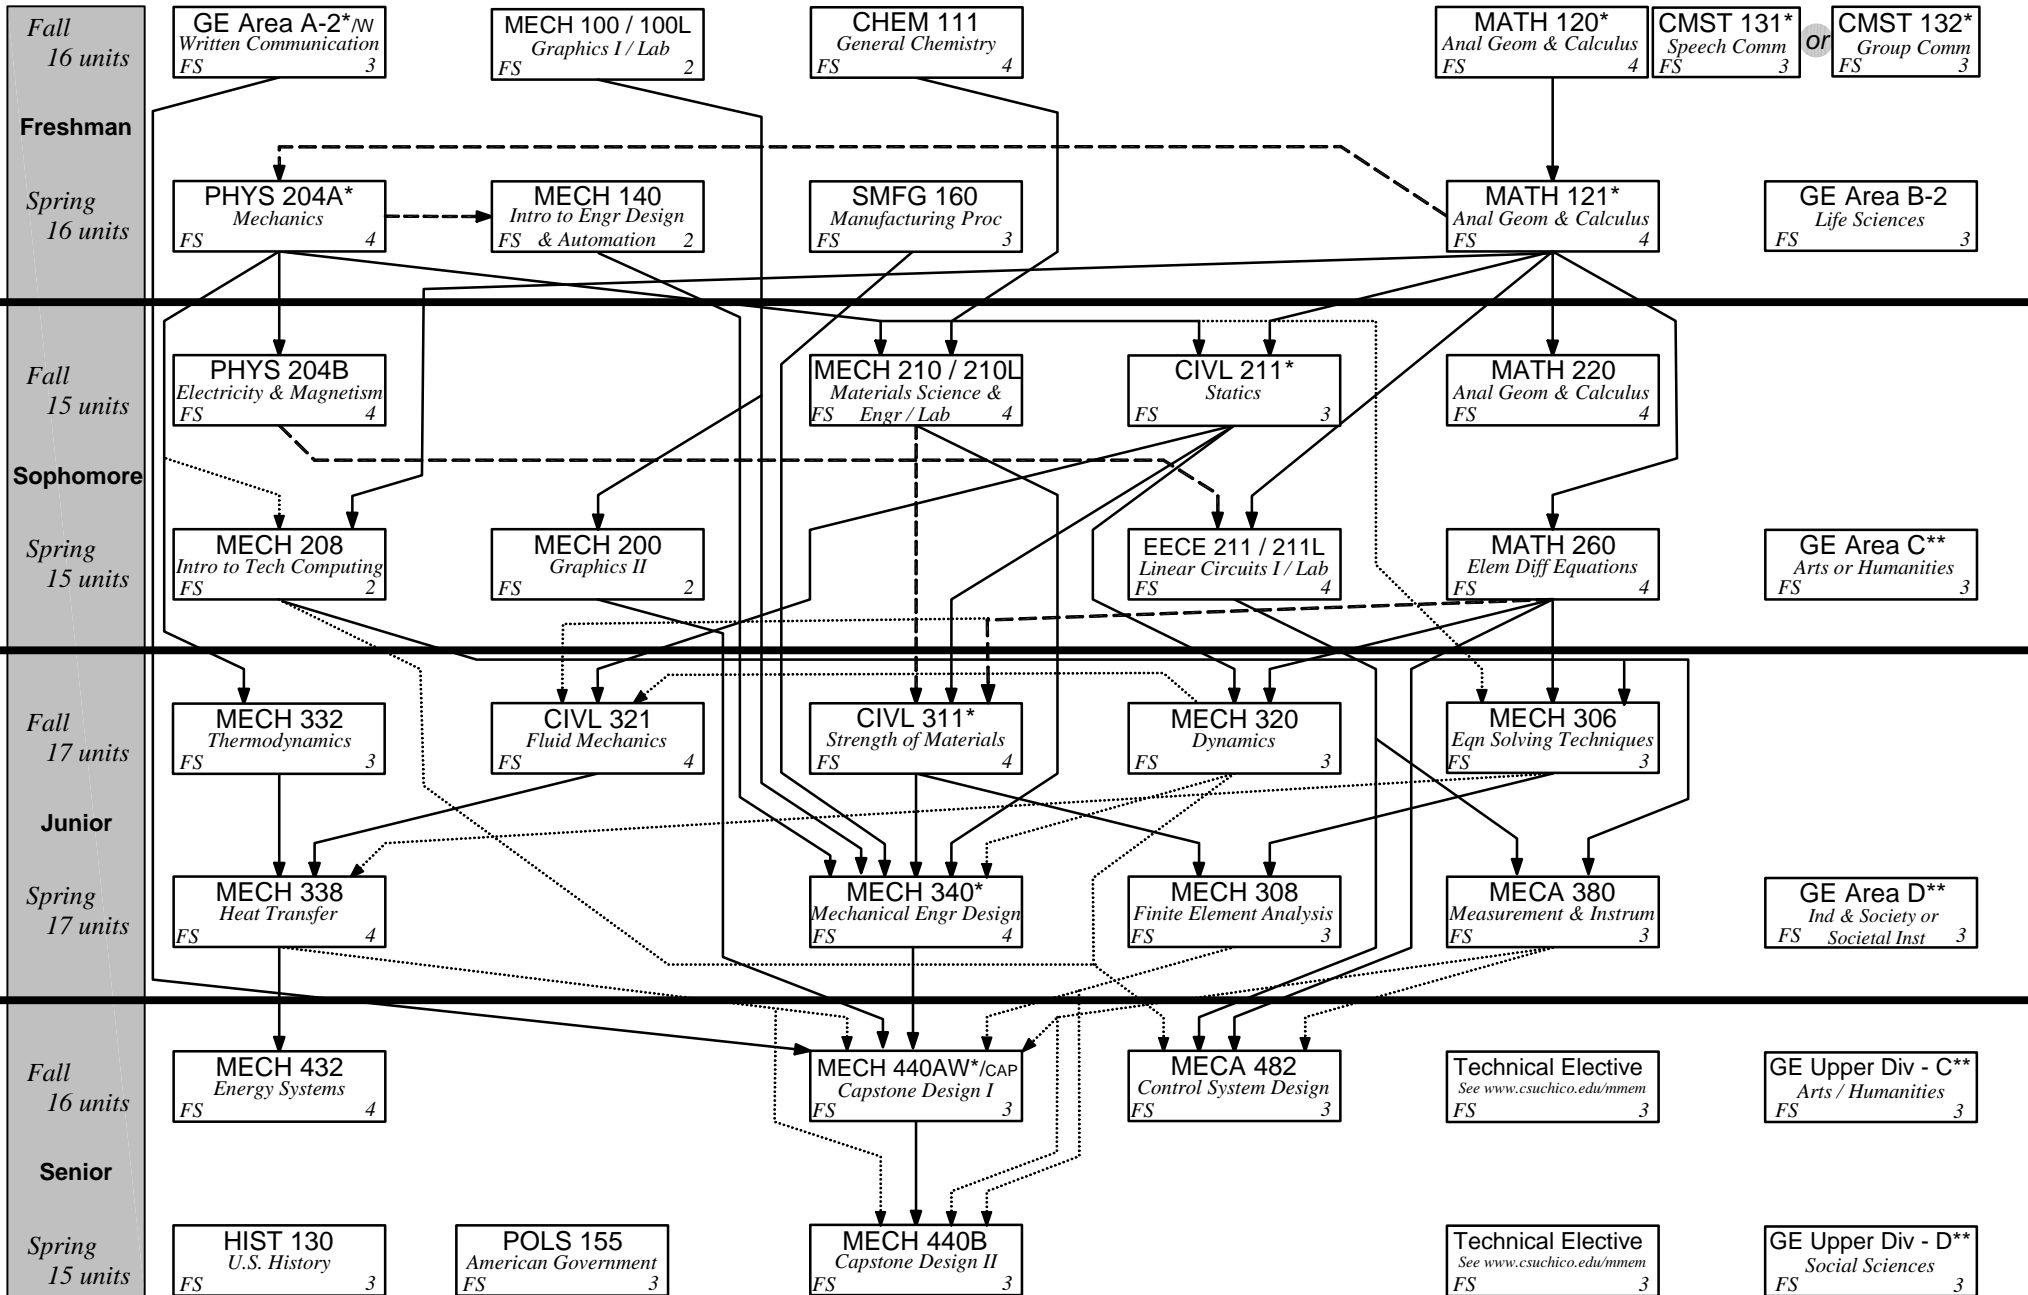 Fall
16 units
GE Area A-2*/W
Written Communication
FS 3
MECH 100 / 100L
Graphics I / Lab
FS 2
CHEM 111
General Chemistry
FS 4
MATH 120*
Anal Geom & Calculus
FS 4
CMST 131*
Speech Comm
FS 3
or
CMST 132*
Group Comm
FS 3
Freshman
Spring
16 units
PHYS 204A*
Mechanics
FS 4
MECH 140
Intro to Engr Design
FS & Automation 2
SMFG 160
Manufacturing Proc
FS 3
MATH 121*
Anal Geom & Calculus
FS 4
GE Area B-2
Life Sciences
FS 3
Fall
15 units
PHYS 204B
Electricity & Magnetism
FS 4
MECH 210 / 210L
Materials Science &
FS Engr / Lab 4
CIVL 211*
Statics
FS 3
MATH 220
Anal Geom & Calculus
FS 4
Sophomore
Spring
15 units
MECH 208
Intro to Tech Computing
FS 2
MECH 200
Graphics II
FS 2
EECE 211 / 211L
Linear Circuits I / Lab
FS 4
MATH 260
Elem Diff Equations
FS 4
GE Area C**
Arts or Humanities
FS 3
Fall
17 units
MECH 332
Thermodynamics
FS 3
CIVL 321
Fluid Mechanics
FS 4
CIVL 311*
Strength of Materials
FS 4
MECH 320
Dynamics
FS 3
MECH 306
Eqn Solving Techniques
FS 3
Junior
Spring
17 units
MECH 338
Heat Transfer
FS 4
MECH 340*
Mechanical Engr Design
FS 4
MECH 308
Finite Element Analysis
FS 3
MECA 380
Measurement & Instrum
FS 3
GE Area D**
Ind & Society or
FS Societal Inst 3
Fall
16 units
MECH 432
Energy Systems
FS 4
MECH 440AW*/CAP
Capstone Design I
FS 3
MECA 482
Control System Design
FS 3
Technical Elective
See www.csuchico.edu/mmem
FS 3
GE Upper Div - C**
Arts / Humanities
FS 3
Senior
Spring
15 units
HIST 130
U.S. History
FS 3
POLS 155
American Government
FS 3
MECH 440B
Capstone Design II
FS 3
Technical Elective
See www.csuchico.edu/mmem
FS 3
GE Upper Div - D**
Social Sciences
FS 3